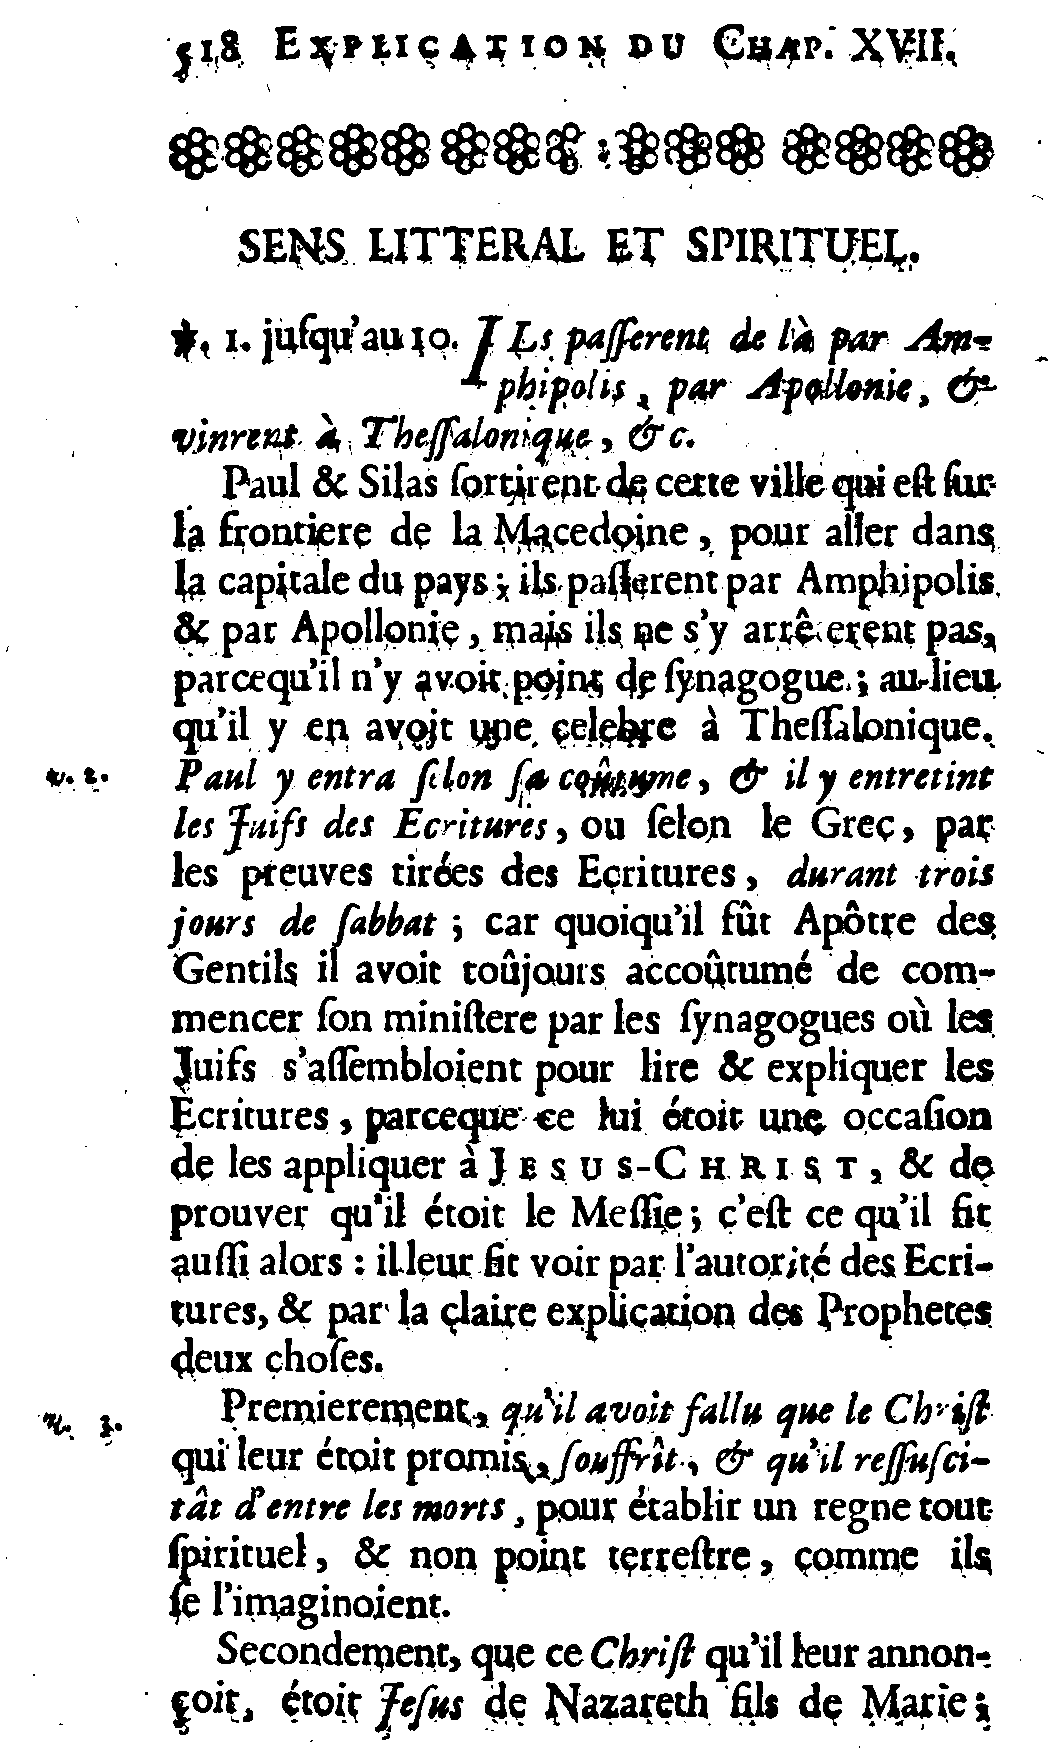 518 EXPLICATION DU CHAP. XVII.
SENS LITTERAL ET SPIRITUEL.
℣. 1. juſqu'au 10. ILs paſſerent de là par Am-
phipolis, par Apollonie, &
vinrent à Theſſalonique, &c.
Paul & Silas ſortirent de cette ville qui eſt ſur
la frontiere de la Macedoine, pour aller dans
la capitale du pays; ils paſſerent par Amphipolis
& par Apollonie, mais ils ne s'y arrêterent pas,
parcequ'il n'y avoit point de ſynagogue; au-lieu
qu'il y en avoit une celebre à Theſſalonique.
v. 2. Paul y entra ſelon ſa coûtume, & il y entretint
les Juifs des Ecritures, ou ſelon le Grec, par
les preuves tirées des Ecritures, durant trois
jours de ſabbat; car quoiqu'il fût Apôtre des
Gentils il avoit toûjours accoûtumé de com-
mencer ſon miniſtere par les ſynagogues où les
Juifs s'aſſembloient pour lire & expliquer les
Ecritures, parceque ce lui étoit une occaſion
de les appliquer à JESUS-CHRIST, & de
prouver qu'il étoit le Meſſie; c'eſt ce qu'il fit
auſſi alors: il leur fit voir par l'autorité des Ecri-
tures, & par la claire explication des Prophetes
deux choſes.
v. 3. Premierement, qu'il avoit fallu que le Chriſt
qui leur étoit promis, ſouffrît, & qu'il reſſuſci-
tât d'entre les morts, pour établir un regne tout
ſpirituel, & non point terreſtre, comme ils
ſe l'imaginoient.
Secondement, que ce Chriſt qu'il leur annon-
çoit, étoit Jeſus de Nazareth fils de Marie;